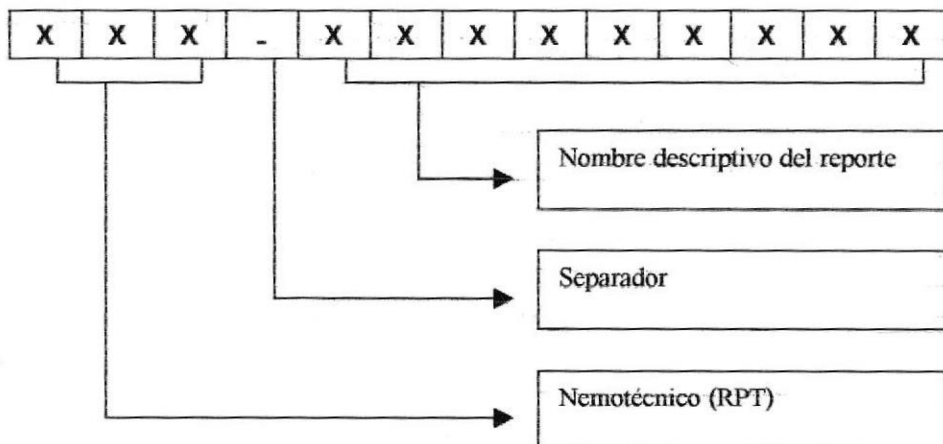 X X X - X X X X X X X X X
Nombre descriptivo del reporte
Separador
Nemotécnico (RPT)